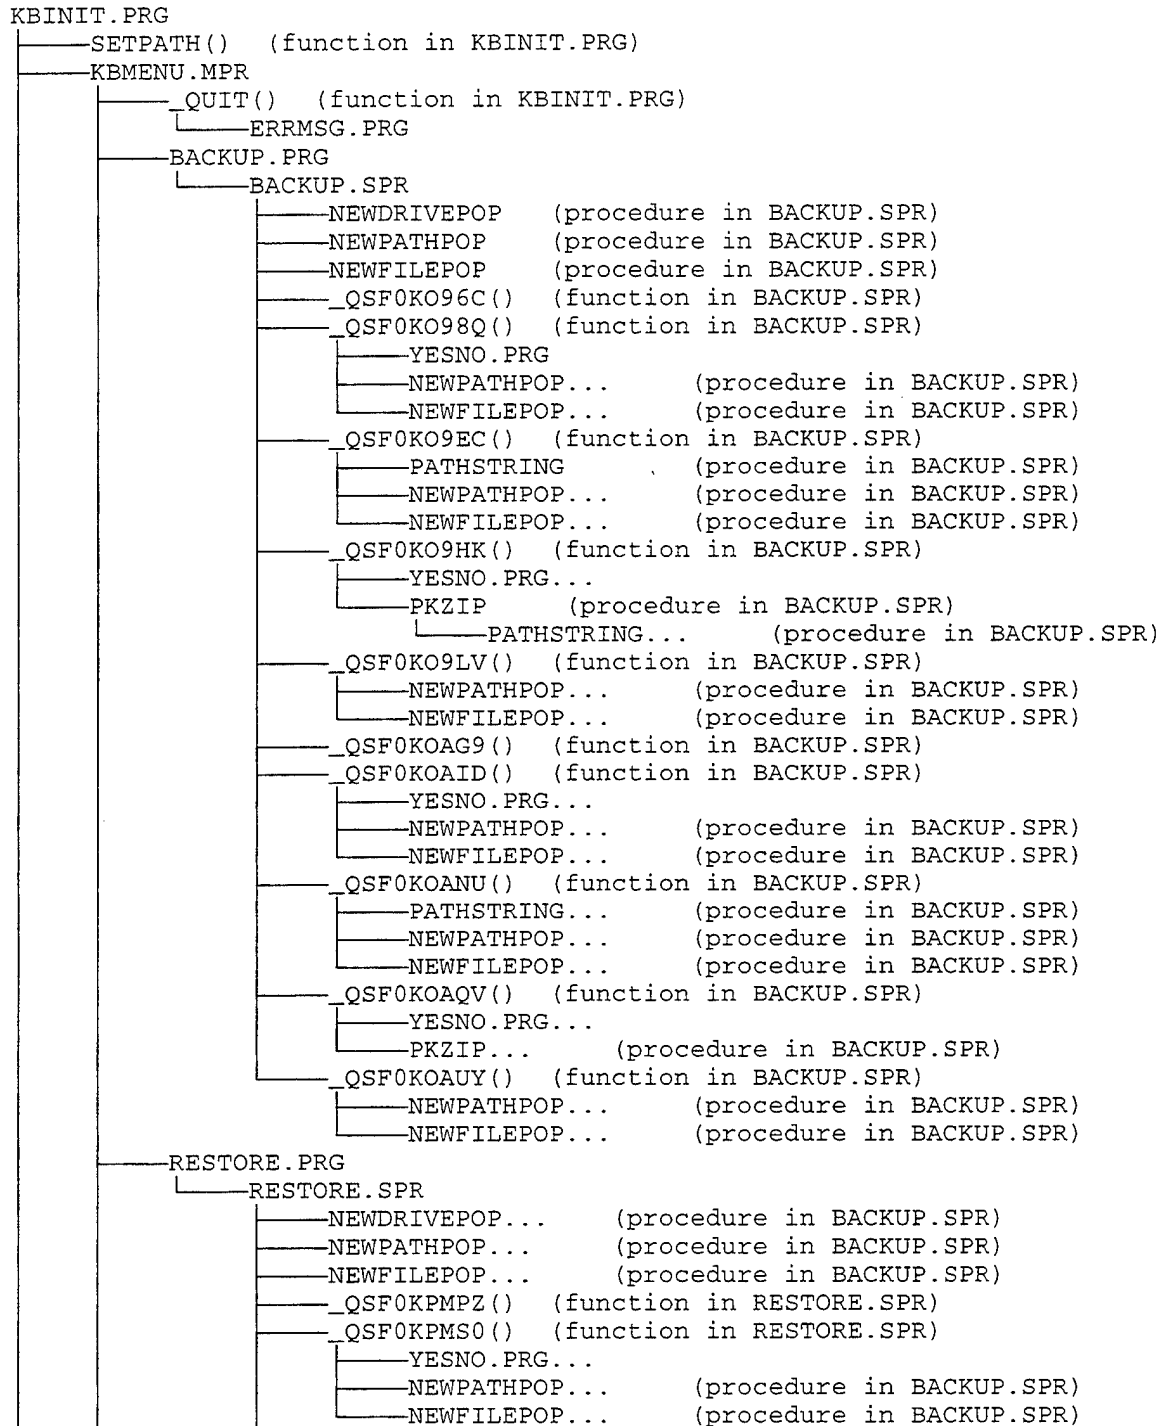 KBINIT.PRG
SETPATH() (function in KBINIT.PRG)
KBMENU.MPR
_QUIT() (function in KBINIT.PRG)
ERRMSG.PRG
BACKUP.PRG
BACKUP.SPR
NEWDRIVEPOP (procedure in BACKUP.SPR)
NEWPATHPOP (procedure in BACKUP.SPR)
NEWFILEPOP (procedure in BACKUP.SPR)
_QSF0KO96C() (function in BACKUP.SPR)
_QSF0KO98Q() (function in BACKUP.SPR)
YESNO.PRG
NEWPATHPOP... (procedure in BACKUP.SPR)
NEWFILEPOP... (procedure in BACKUP.SPR)
_QSF0KO9EC() (function in BACKUP.SPR)
PATHSTRING (procedure in BACKUP.SPR)
NEWPATHPOP... (procedure in BACKUP.SPR)
NEWFILEPOP... (procedure in BACKUP.SPR)
_QSF0KO9HK() (function in BACKUP.SPR)
YESNO.PRG...
PKZIP (procedure in BACKUP.SPR)
PATHSTRING... (procedure in BACKUP.SPR)
_QSF0KO9LV() (function in BACKUP.SPR)
NEWPATHPOP... (procedure in BACKUP.SPR)
NEWFILEPOP... (procedure in BACKUP.SPR)
_QSF0KOAG9() (function in BACKUP.SPR)
_QSF0KOAID() (function in BACKUP.SPR)
YESNO.PRG...
NEWPATHPOP... (procedure in BACKUP.SPR)
NEWFILEPOP... (procedure in BACKUP.SPR)
_QSF0KOANU() (function in BACKUP.SPR)
PATHSTRING... (procedure in BACKUP.SPR)
NEWPATHPOP... (procedure in BACKUP.SPR)
NEWFILEPOP... (procedure in BACKUP.SPR)
_QSF0KOAQV() (function in BACKUP.SPR)
YESNO.PRG...
PKZIP... (procedure in BACKUP.SPR)
_QSF0KOAUY() (function in BACKUP.SPR)
NEWPATHPOP... (procedure in BACKUP.SPR)
NEWFILEPOP... (procedure in BACKUP.SPR)
RESTORE.PRG
RESTORE.SPR
NEWDRIVEPOP... (procedure in BACKUP.SPR)
NEWPATHPOP... (procedure in BACKUP.SPR)
NEWFILEPOP... (procedure in BACKUP.SPR)
_QSF0KPMPZ() (function in RESTORE.SPR)
_QSF0KPMS0() (function in RESTORE.SPR)
YESNO.PRG...
NEWPATHPOP... (procedure in BACKUP.SPR)
NEWFILEPOP... (procedure in BACKUP.SPR)